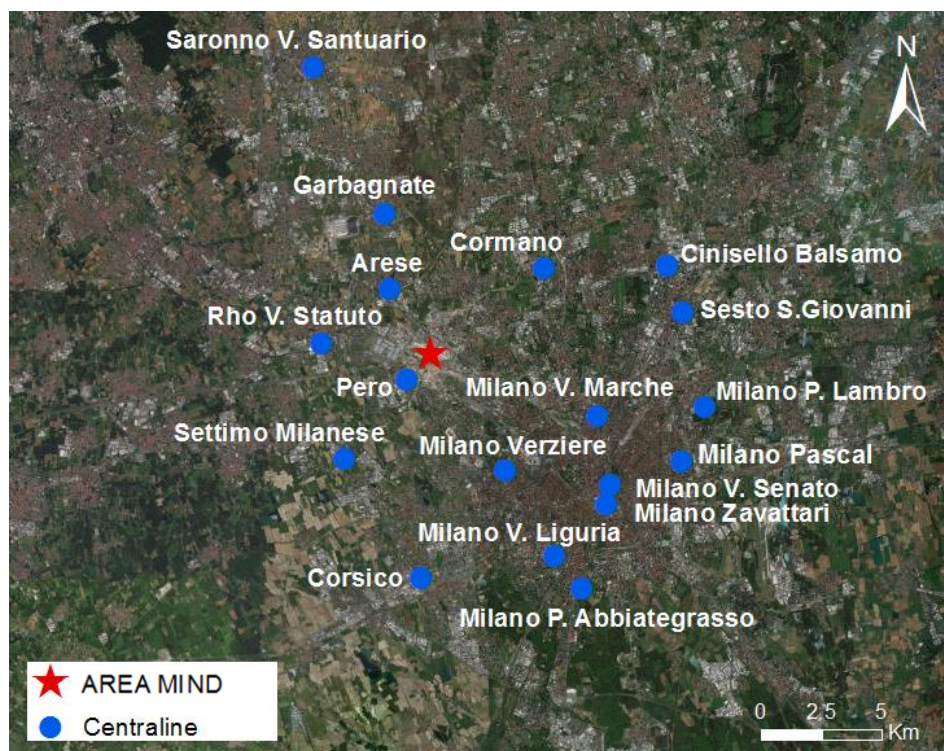 Saronno V. Santuario
N
Garbagnate
Cormano
Cinisello Balsamo
Arese
Sesto S.Giovanni
Rho V. Statuto
Pero
Milano V. Marche
Milano P. Lambro
Settimo Milanese
Milano Verziere
Milano Pascal
Milano V. Senato
Milano Zavattari
Milano V. Liguria
Corsico
Milano P. Abbiategrasso
AREA MIND
Centraline
0 2.5 5
Km